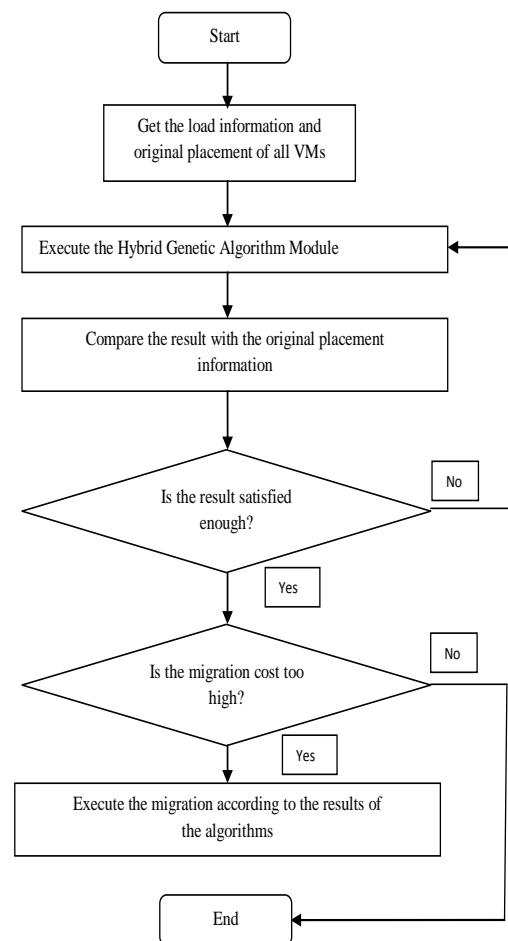 Start
Get the load information and
original placement of all VMs
Execute the Hybrid Genetic Algorithm Module
Compare the result with the original placement
information
Is the result satisfied
enough?
No
Yes
Is the migration cost too
high?
No
Yes
Execute the migration according to the results of
the algorithms
End